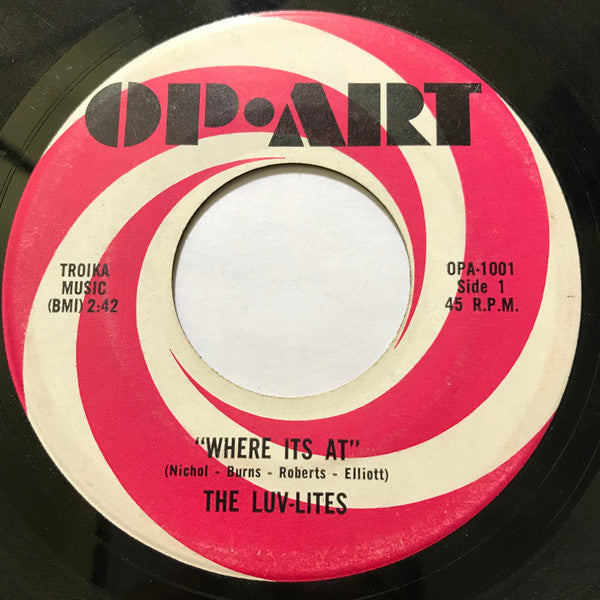 OP•ART
TROIKA
MUSIC
(BMI) 2:42
OPA-1001
Side 1
45 R.P.M.
"WHERE ITS AT"
(Nichol - Burns - Roberts - Elliott)
THE LUV-LITES